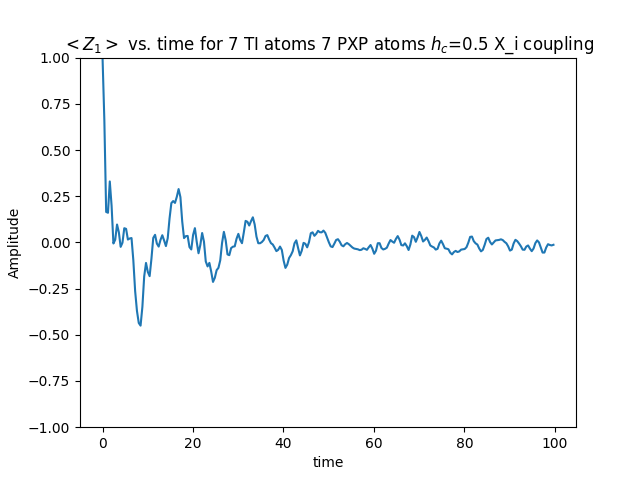 < Z₁ > vs. time for 7 TI atoms 7 PXP atoms h_c=0.5 X_i coupling
1.00
0.75
0.50
0.25
0.00
−0.25
−0.50
−0.75
−1.00
Amplitude
0 20 40 60 80 100
time